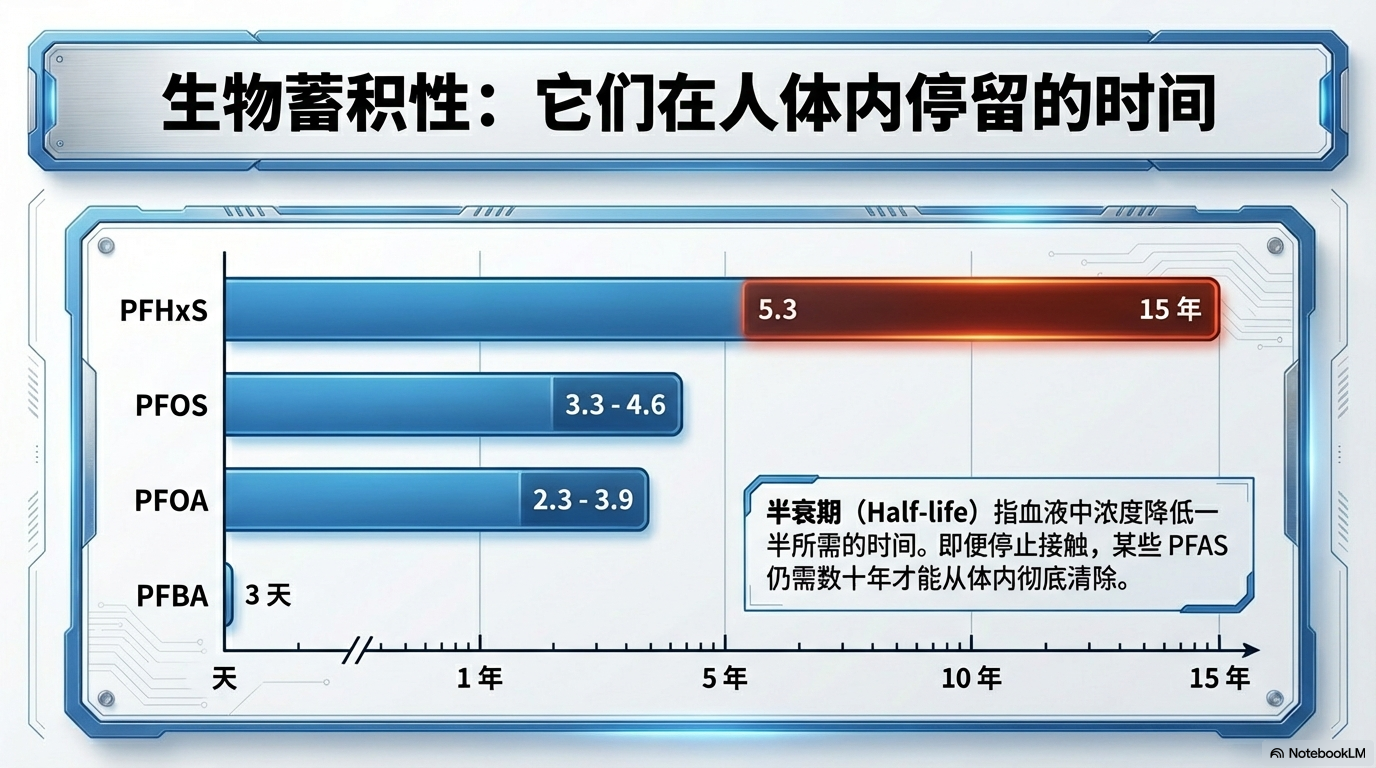 生物蓄积性：它们在人体内停留的时间
PFHxS
5.3
15 年
PFOS
3.3 - 4.6
PFOA
2.3 - 3.9
PFBA
3 天
半衰期（Half-life）指血液中浓度降低一
半所需的时间。即便停止接触，某些 PFAS
仍需数十年才能从体内彻底清除。
天
1 年
5 年
10 年
15 年
NotebookLM